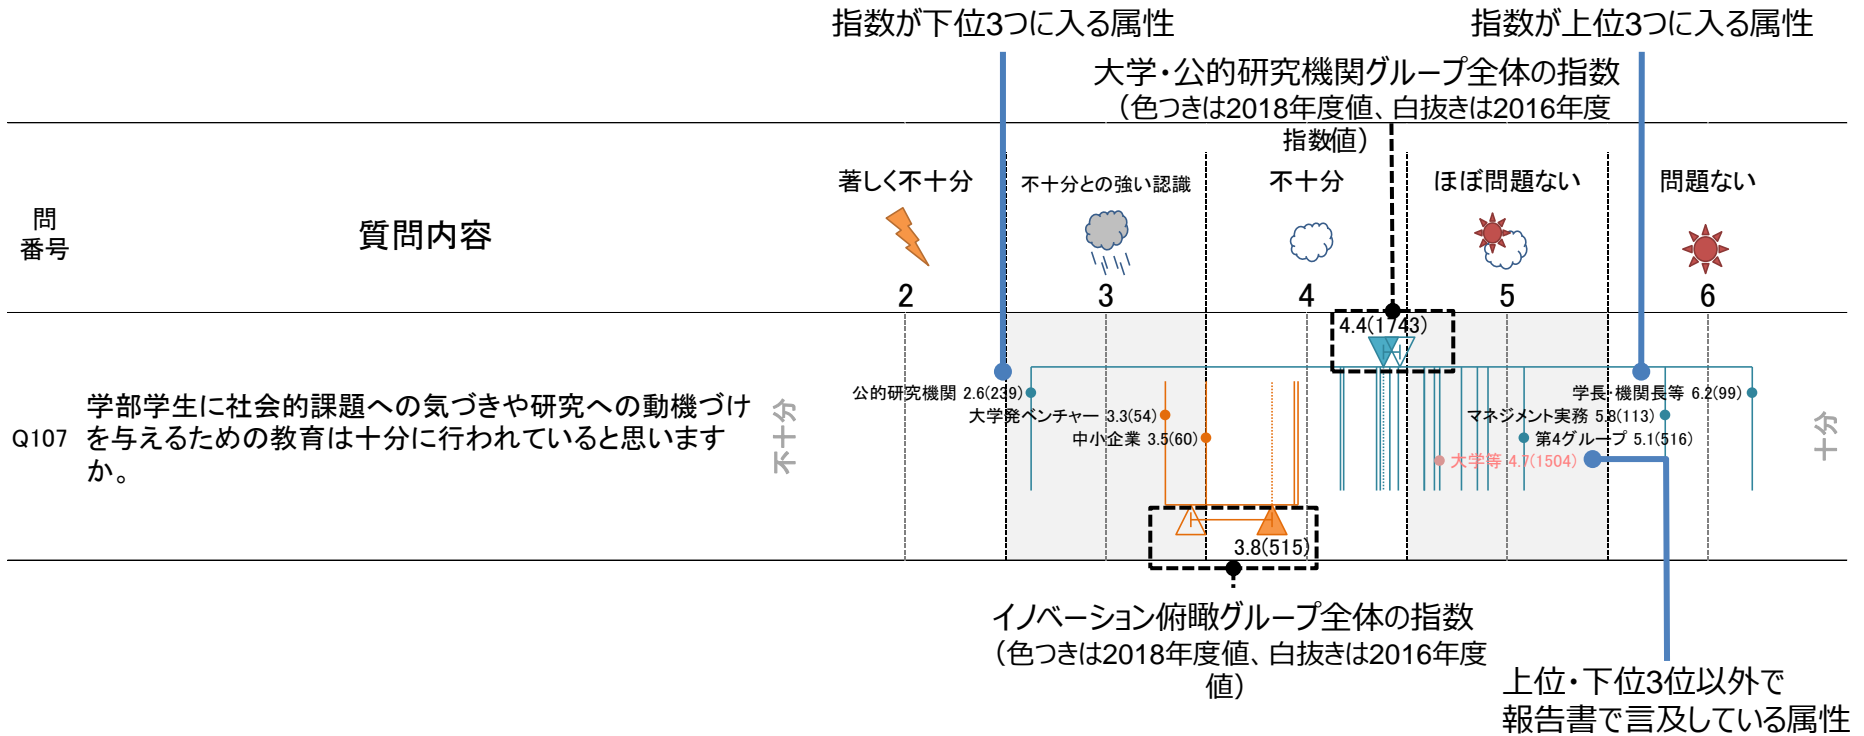 指数が下位3つに入る属性
指数が上位3つに入る属性
大学・公的研究機関グループ全体の指数
（色つきは2018年度値、白抜きは2016年度
指数値）
著しく不十分
不十分との強い認識
不十分
ほぼ問題ない
問題ない
問
番号
質問内容
2
3
4
5
6
4.4(1743)
公的研究機関 2.6(239)
学長・機関長等 6.2(99)
大学発ベンチャー 3.3(54)
マネジメント実務 5.8(113)
中小企業 3.5(60)
第4グループ 5.1(516)
大学等 4.7(1504)
Q107
学部学生に社会的課題への気づきや研究への動機づけ
を与えるための教育は十分に行われていると思います
か。
不十分
十分
3.8(515)
イノベーション俯瞰グループ全体の指数
（色つきは2018年度値、白抜きは2016年度
値）
上位・下位3位以外で
報告書で言及している属性